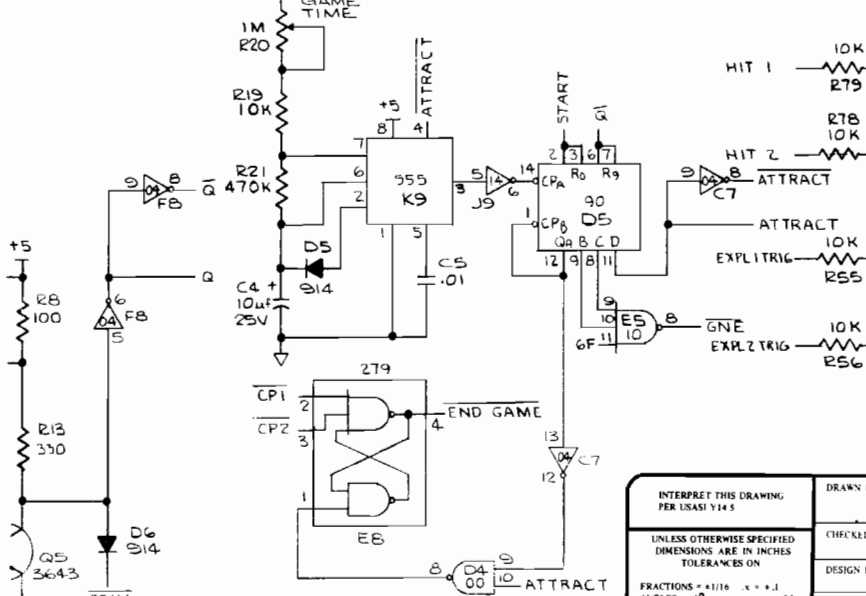 GAME
TIME
1M
R20
R19
10K
R21
470K
+5
8
4
ATTRACT
7
6
2
555
K9
3
1
5
D5
914
C5
.01
C4 +
10μf
25V
5
14
6
J9
START
Q̄
2 3 6 7
R0 R9
14
CPA
1
CPB
90
D5
QA B C D
12 9 8 11
9
04
8
C7
ATTRACT
ATTRACT
HIT 1
10K
R79
R78
10K
HIT 2
EXPL1TRIG
10K
R55
EXPL2TRIG
10K
R56
9
10
6F 11
E5
10
8
GNE
9
04
8
F8
Q̄
Q
6
04
F8
5
+5
R8
100
R13
330
D6
914
Q5
3643
279
CP1
2
CP2
3
4
END GAME
1
E8
13
04
C7
12
8
D4
00
9
10
ATTRACT
INTERPRET THIS DRAWING
PER USASI Y14 5
UNLESS OTHERWISE SPECIFIED
DIMENSIONS ARE IN INCHES
TOLERANCES ON
FRACTIONS = ±1/16
DRAWN
CHECKED
DESIGN